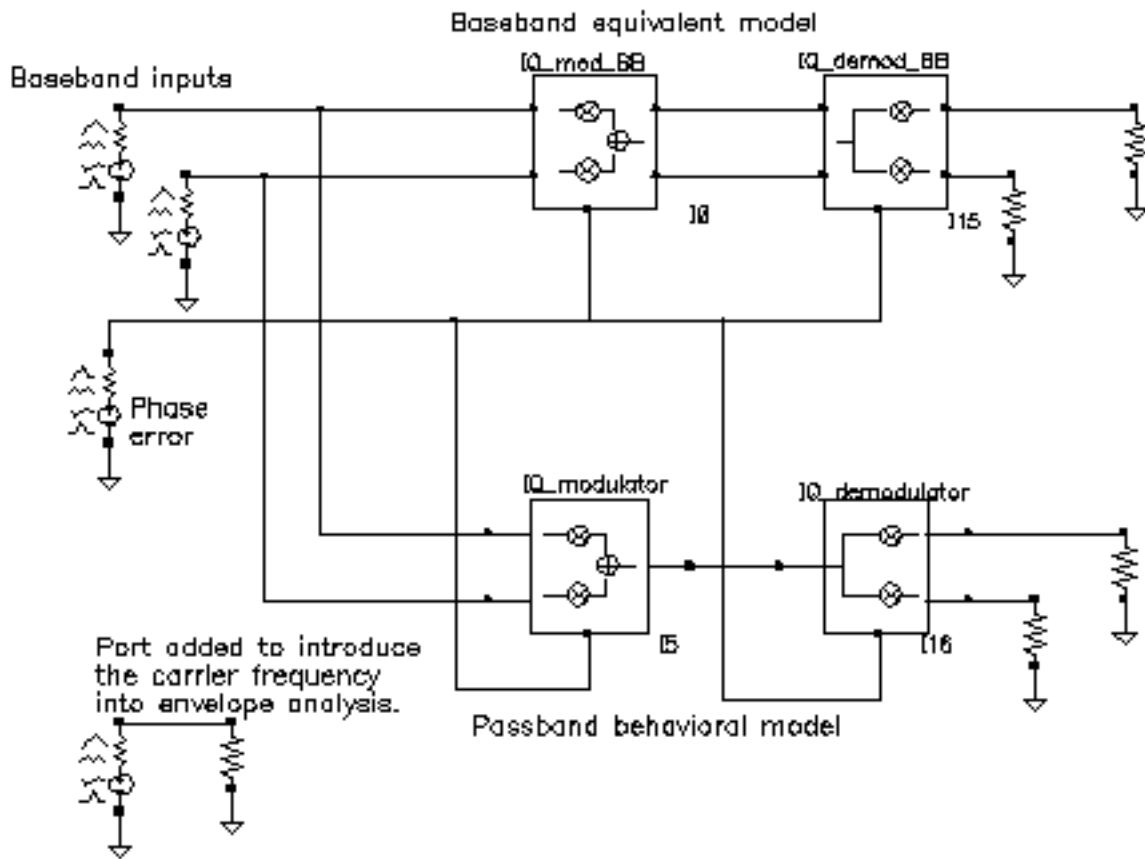 Baseband equivalent model
IQ_mod_BB
IQ_demod_BB
Baseband inputs
I0
I15
Phase
error
IQ_modulator
IQ_demodulator
I5
I16
Port added to introduce
the carrier frequency
into envelope analysis.
Passband behavioral model